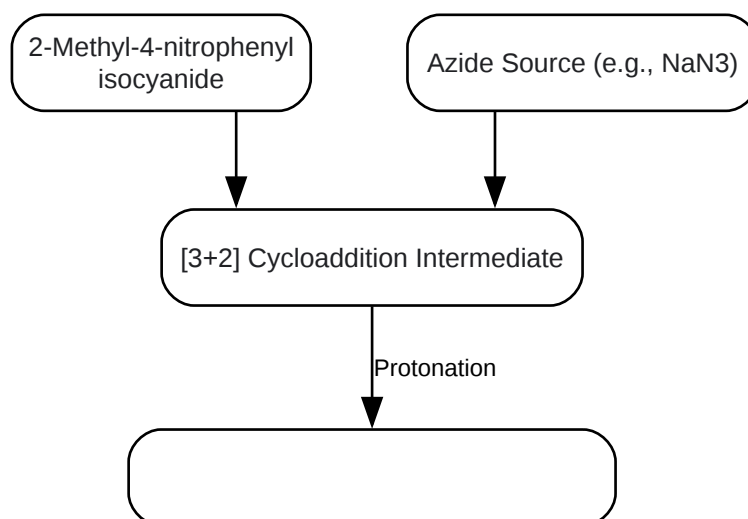 2-Methyl-4-nitrophenyl
isocyanide
Azide Source (e.g., NaN3)
[3+2] Cycloaddition Intermediate
Protonation